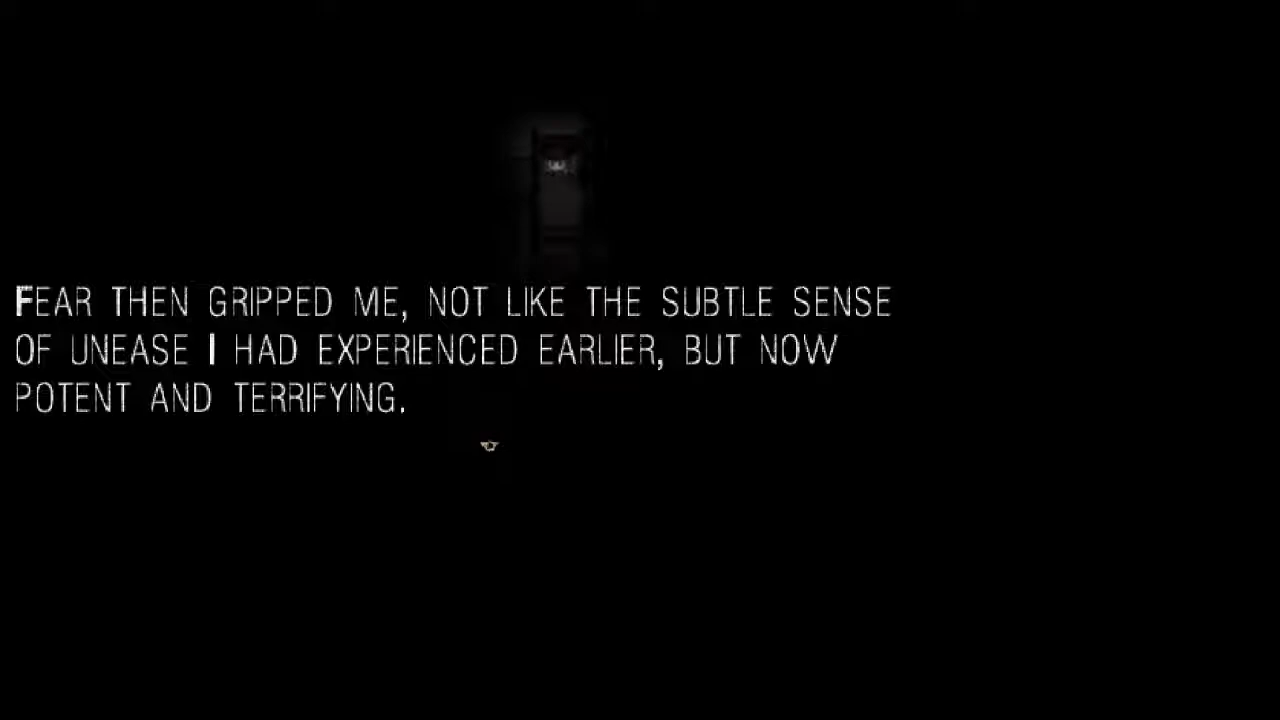 FEAR THEN GRIPPED ME, NOT LIKE THE SUBTLE SENSE
OF UNEASE I HAD EXPERIENCED EARLIER, BUT NOW
POTENT AND TERRIFYING.